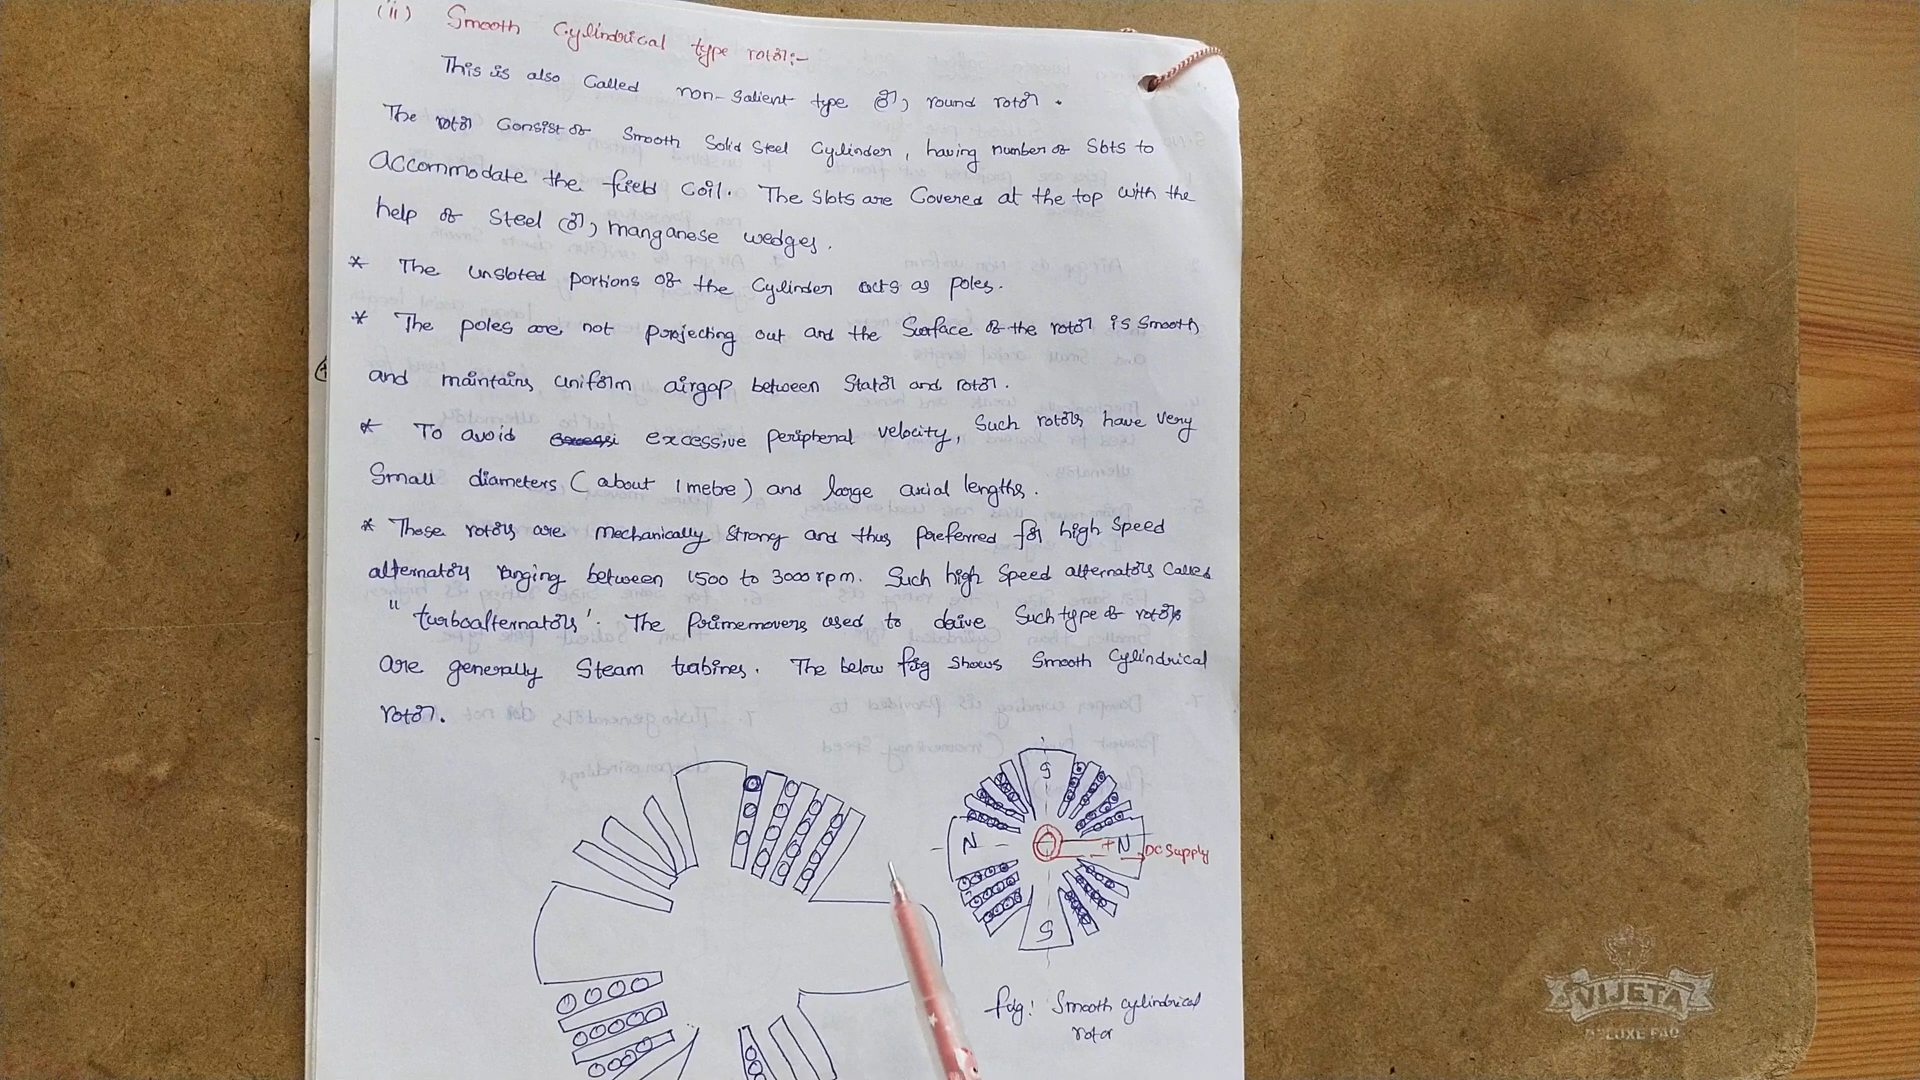 (ii) Smooth Cylindrical type rotor:-
This is also Called non-Salient type (or) round rotor.
The rotor Consist of Smooth Solid Steel Cylinder, having number of Slots to
Accommodate the field Coil. The Slots are Covered at the top with the
help of Steel (or) manganese wedges.
* The unsloted portions of the Cylinder acts as poles.
* The poles are not projecting out and the Surface of the rotor is Smooth
and maintains uniform airgap between Stator and rotor.
* To avoid excessive peripheral velocity, Such rotors have very
Small diameters (about 1 metre) and large axial lengths.
* These rotors are mechanically Strong and thus preferred for high Speed
alternators ranging between 1500 to 3000 rpm. Such high Speed alternators Called
"turboalternators'. The Primemovers used to drive Such type of rotors
are generally Steam turbines. The below fig shows Smooth Cylindrical
rotor.
S
N
+ N
- DC Supply
S
fig: Smooth cylindrical
rotor
VIJETA
DELUXE PAD